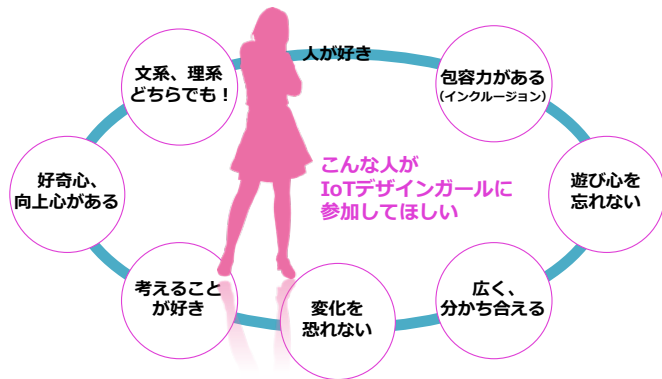 人が好き
文系、理系
どちらでも！
包容力がある
（インクルージョン）
好奇心、
向上心がある
こんな人が
IoTデザインガールに
参加してほしい
遊び心を
忘れない
考えること
が好き
変化を
恐れない
広く、
分かち合える